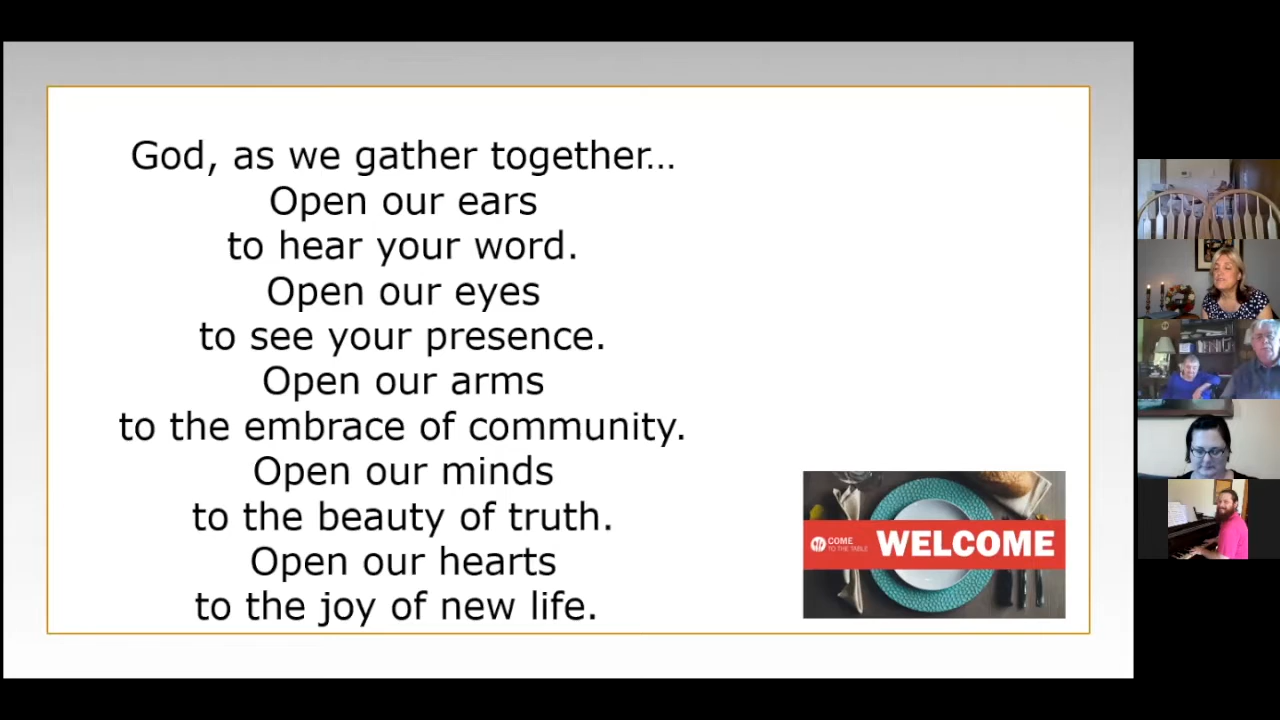 God, as we gather together…
Open our ears
to hear your word.
Open our eyes
to see your presence.
Open our arms
to the embrace of community.
Open our minds
to the beauty of truth.
Open our hearts
to the joy of new life.
COME
TO THE TABLE
WELCOME